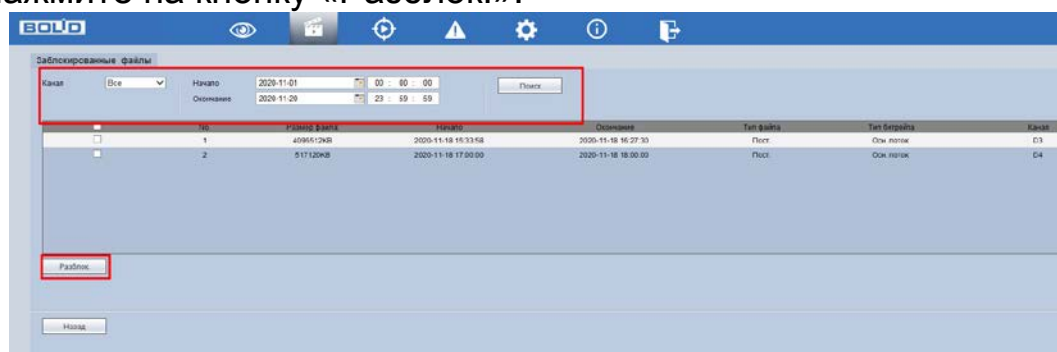 нажмите на кнопку «Разблок.».
BOLID
Заблокированные файлы
Канал Все Начало 2020-11-01 00 : 00 : 00 Поиск
Окончание 2020-11-20 23 : 59 : 59
No. Размер файла Начало Окончание Тип файла Тип битрейта Канал
1 4095512KB 2020-11-18 15:33:58 2020-11-18 16:27:30 Пост. Осн. поток D3
2 517120KB 2020-11-18 17:00:00 2020-11-18 18:00:00 Пост. Осн. поток D4
Разблок.
Назад